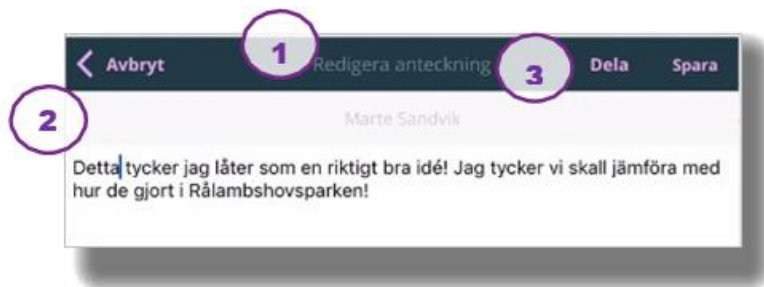 1
Avbryt Redigera anteckning 3 Dela Spara
2
Marte Sandvik
Detta tycker jag låter som en riktigt bra idé! Jag tycker vi skall jämföra med
hur de gjort i Rålambshovsparken!